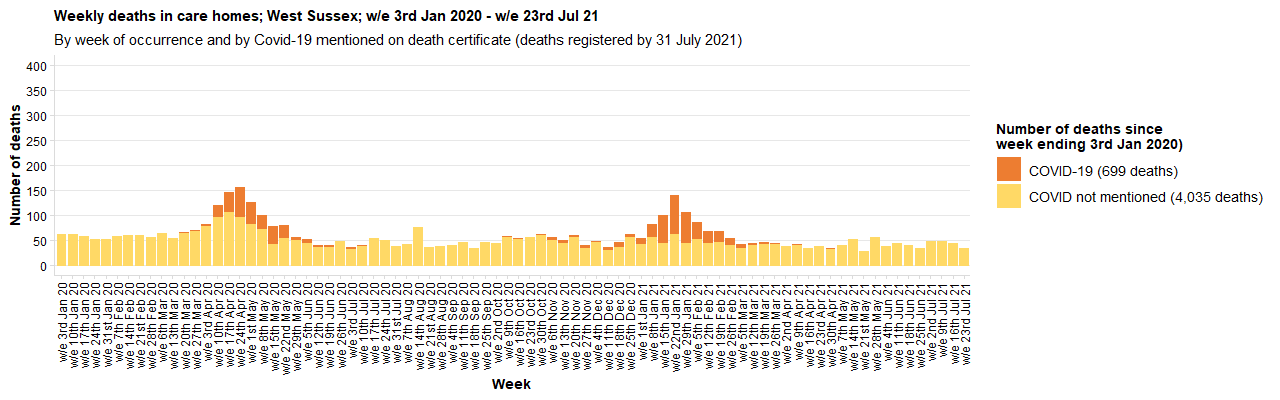 Weekly deaths in care homes; West Sussex; w/e 3rd Jan 2020 - w/e 23rd Jul 21
By week of occurrence and by Covid-19 mentioned on death certificate (deaths registered by 31 July 2021)
400
350
300
250
200
150
100
50
0
Number of deaths
w/e 3rd Jan 20
w/e 10th Jan 20
w/e 17th Jan 20
w/e 24th Jan 20
w/e 31st Jan 20
w/e 7th Feb 20
w/e 14th Feb 20
w/e 21st Feb 20
w/e 28th Feb 20
w/e 6th Mar 20
w/e 13th Mar 20
w/e 20th Mar 20
w/e 27th Mar 20
w/e 03rd Apr 20
w/e 10th Apr 20
w/e 17th Apr 20
w/e 24th Apr 20
w/e 1st May 20
w/e 8th May 20
w/e 15th May 20
w/e 22nd May 20
w/e 29th May 20
w/e 5th Jun 20
w/e 12th Jun 20
w/e 19th Jun 20
w/e 26th Jun 20
w/e 3rd Jul 20
w/e 10th Jul 20
w/e 17th Jul 20
w/e 24th Jul 20
w/e 31st Jul 20
w/e 7th Aug 20
w/e 14th Aug 20
w/e 21st Aug 20
w/e 28th Aug 20
w/e 4th Sep 20
w/e 11th Sep 20
w/e 18th Sep 20
w/e 25th Sep 20
w/e 2nd Oct 20
w/e 9th Oct 20
w/e 16th Oct 20
w/e 23rd Oct 20
w/e 30th Oct 20
w/e 6th Nov 20
w/e 13th Nov 20
w/e 20th Nov 20
w/e 27th Nov 20
w/e 4th Dec 20
w/e 11th Dec 20
w/e 18th Dec 20
w/e 25th Dec 20
w/e 1st Jan 21
w/e 8th Jan 21
w/e 15th Jan 21
w/e 22nd Jan 21
w/e 29th Jan 21
w/e 5th Feb 21
w/e 12th Feb 21
w/e 19th Feb 21
w/e 26th Feb 21
w/e 5th Mar 21
w/e 12th Mar 21
w/e 19th Mar 21
w/e 26th Mar 21
w/e 2nd Apr 21
w/e 9th Apr 21
w/e 16th Apr 21
w/e 23rd Apr 21
w/e 30th Apr 21
w/e 7th May 21
w/e 14th May 21
w/e 21st May 21
w/e 28th May 21
w/e 4th Jun 21
w/e 11th Jun 21
w/e 18th Jun 21
w/e 25th Jun 21
w/e 2nd Jul 21
w/e 9th Jul 21
w/e 16th Jul 21
w/e 23rd Jul 21
Week
Number of deaths since
week ending 3rd Jan 2020)
COVID-19 (699 deaths)
COVID not mentioned (4,035 deaths)